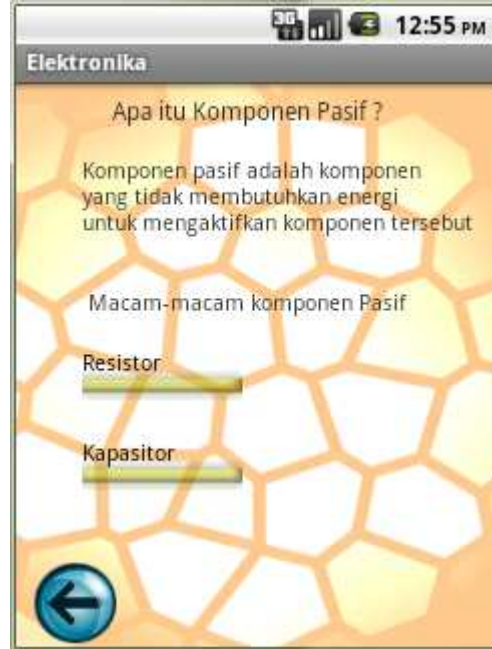 3G 12:55 PM
Elektronika
Apa itu Komponen Pasif ?
Komponen pasif adalah komponen
yang tidak membutuhkan energi
untuk mengaktifkan komponen tersebut
Macam-macam komponen Pasif
Resistor
Kapasitor